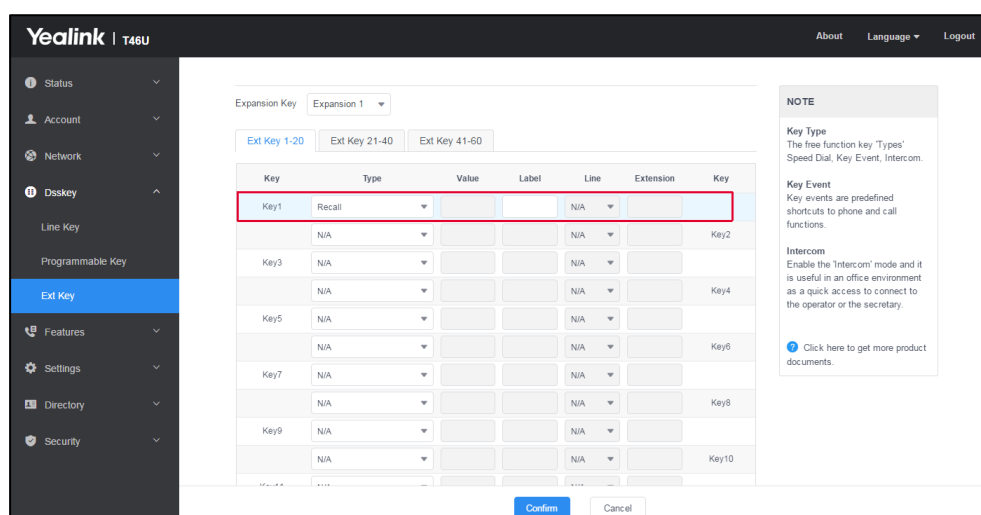 Yealink | T46U
About Language Logout
Status
Account
Network
Dsskey
Line Key
Programmable Key
Ext Key
Features
Settings
Directory
Security
Expansion Key Expansion 1
Ext Key 1-20 Ext Key 21-40 Ext Key 41-60
Key Type Value Label Line Extension Key
Key1 Recall N/A
N/A N/A Key2
Key3 N/A N/A
N/A N/A Key4
Key5 N/A N/A
N/A N/A Key6
Key7 N/A N/A
N/A N/A Key8
Key9 N/A N/A
N/A N/A Key10
Confirm Cancel
NOTE
Key Type
The free function key 'Types'
Speed Dial, Key Event, Intercom.
Key Event
Key events are predefined
shortcuts to phone and call
functions.
Intercom
Enable the 'Intercom' mode and it
is useful in an office environment
as a quick access to connect to
the operator or the secretary.
Click here to get more product
documents.